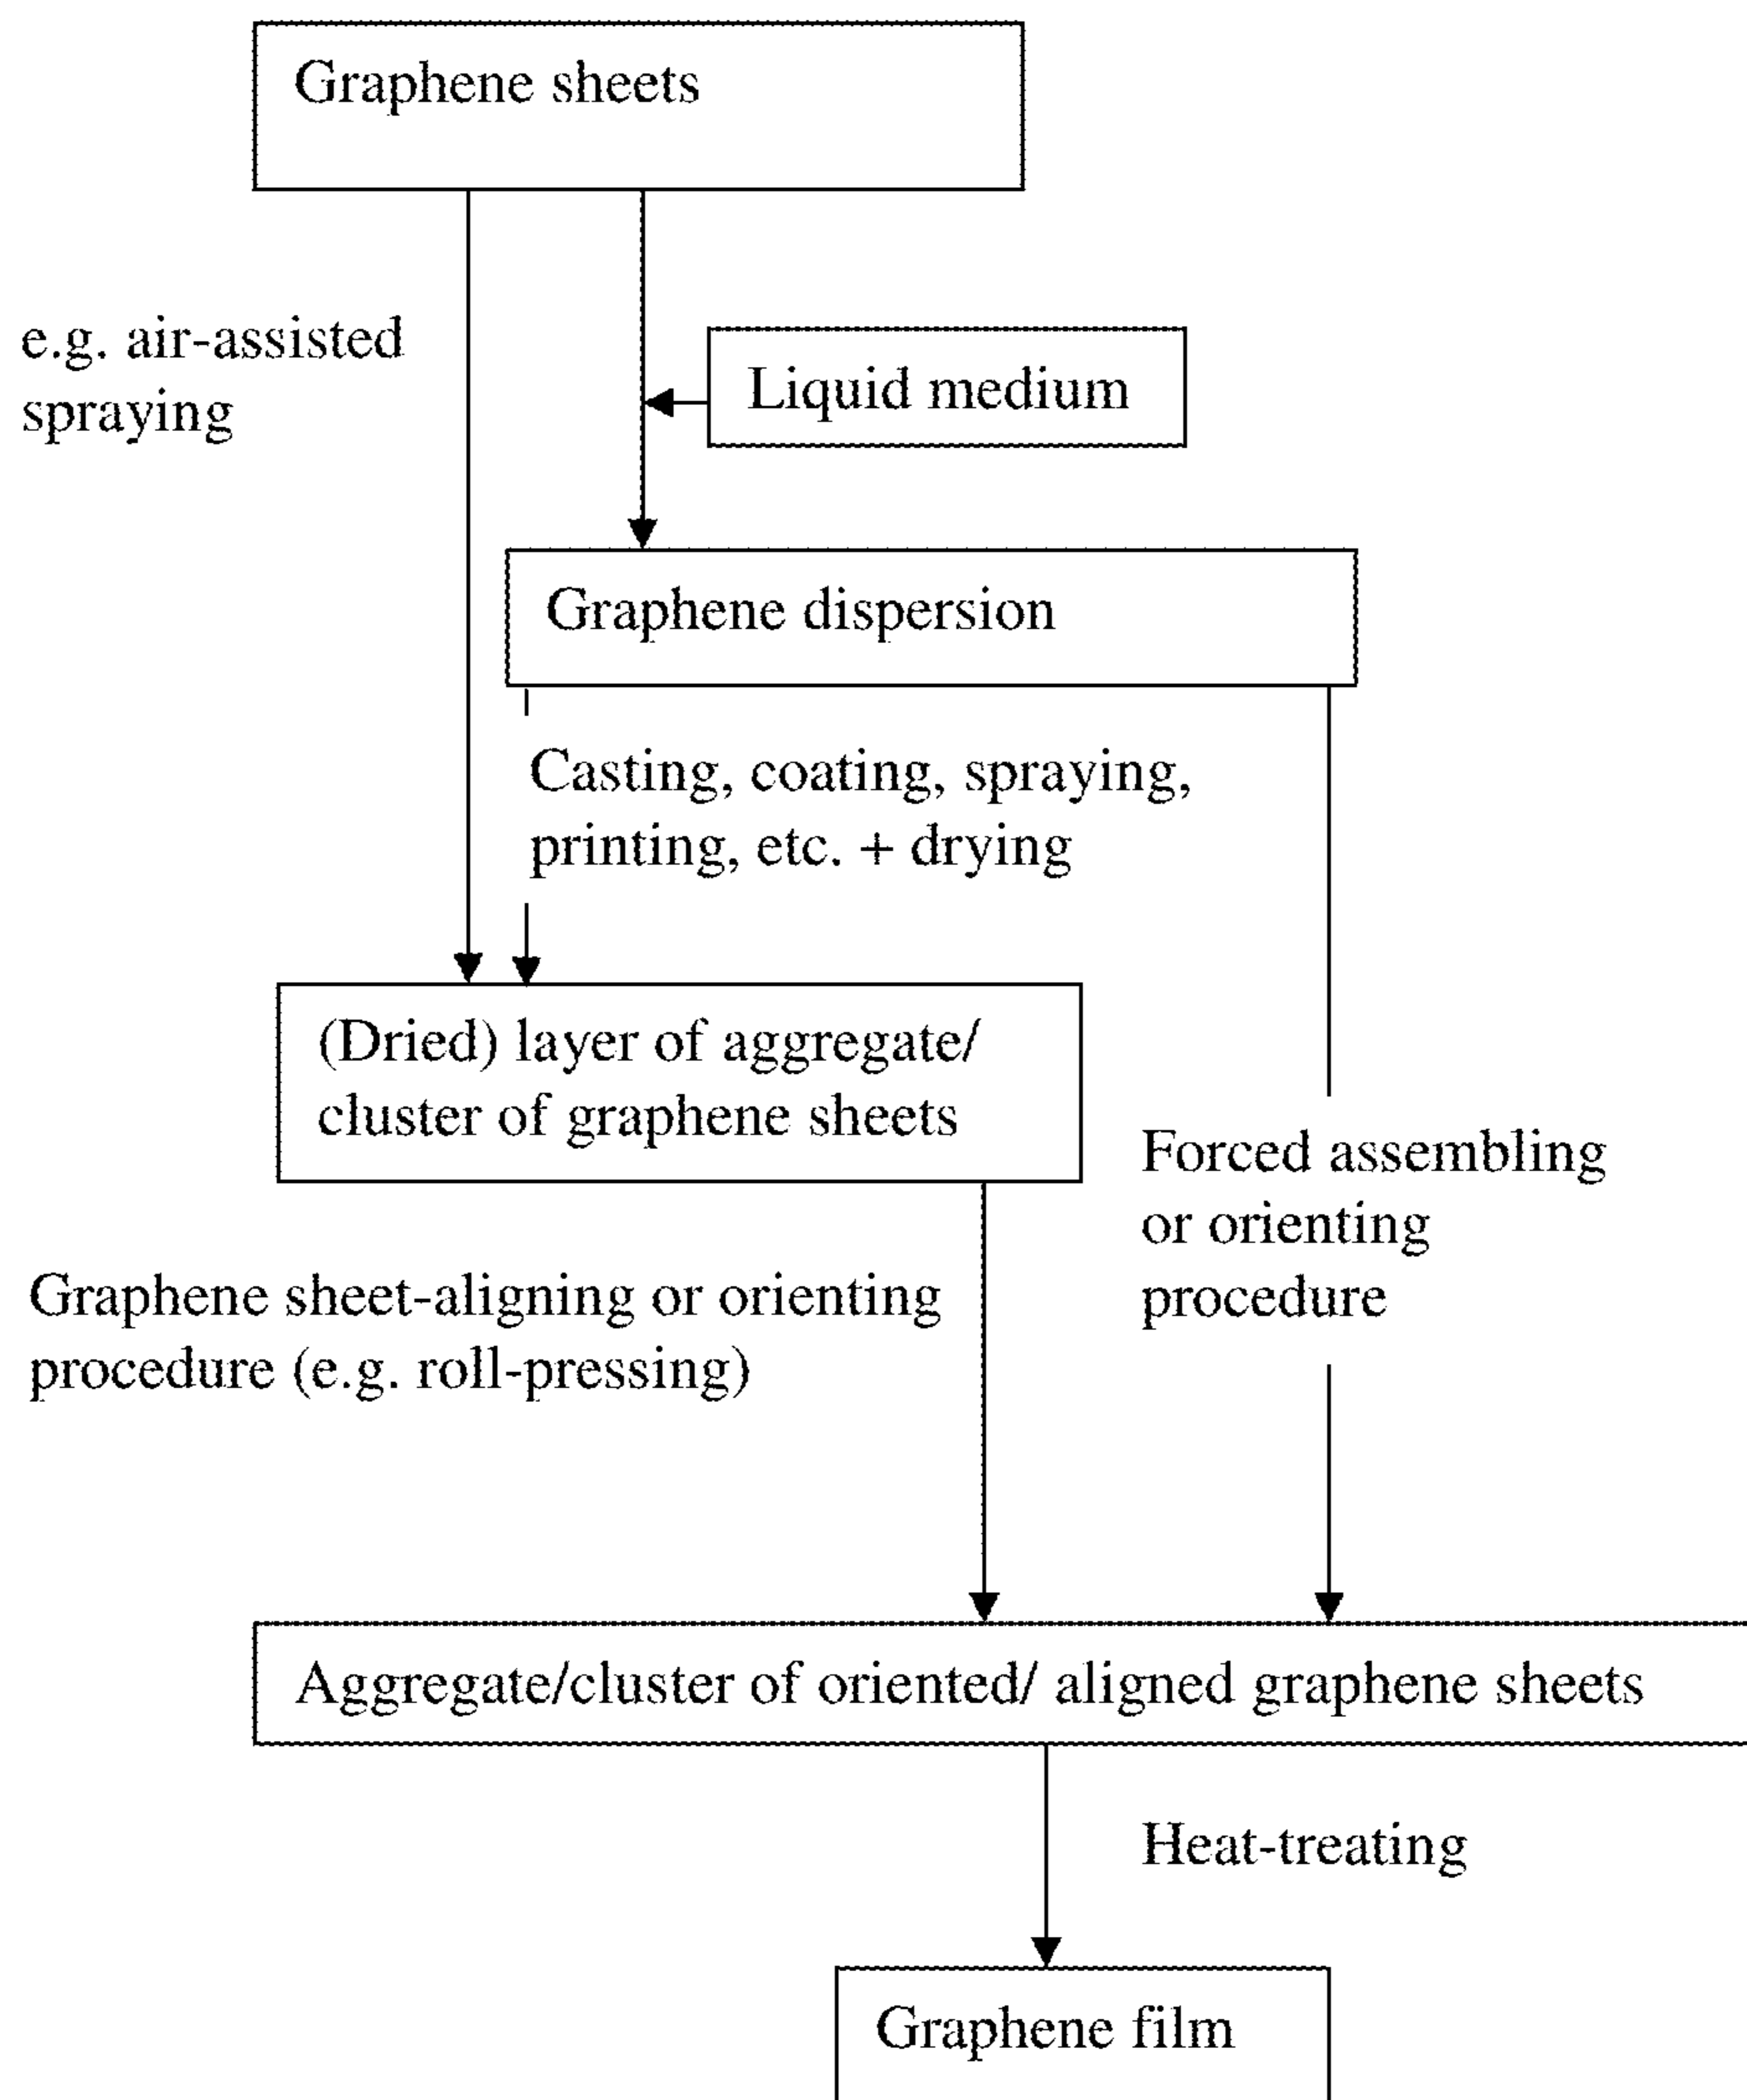 Graphene sheets
e.g. air-assisted
spraying
Liquid medium
Graphene dispersion
Casting, coating, spraying,
printing, etc. + drying
(Dried) layer of aggregate/
cluster of graphene sheets
Forced assembling
or orienting
procedure
Graphene sheet-aligning or orienting
procedure (e.g. roll-pressing)
Aggregate/cluster of oriented/ aligned graphene sheets
Heat-treating
Graphene film